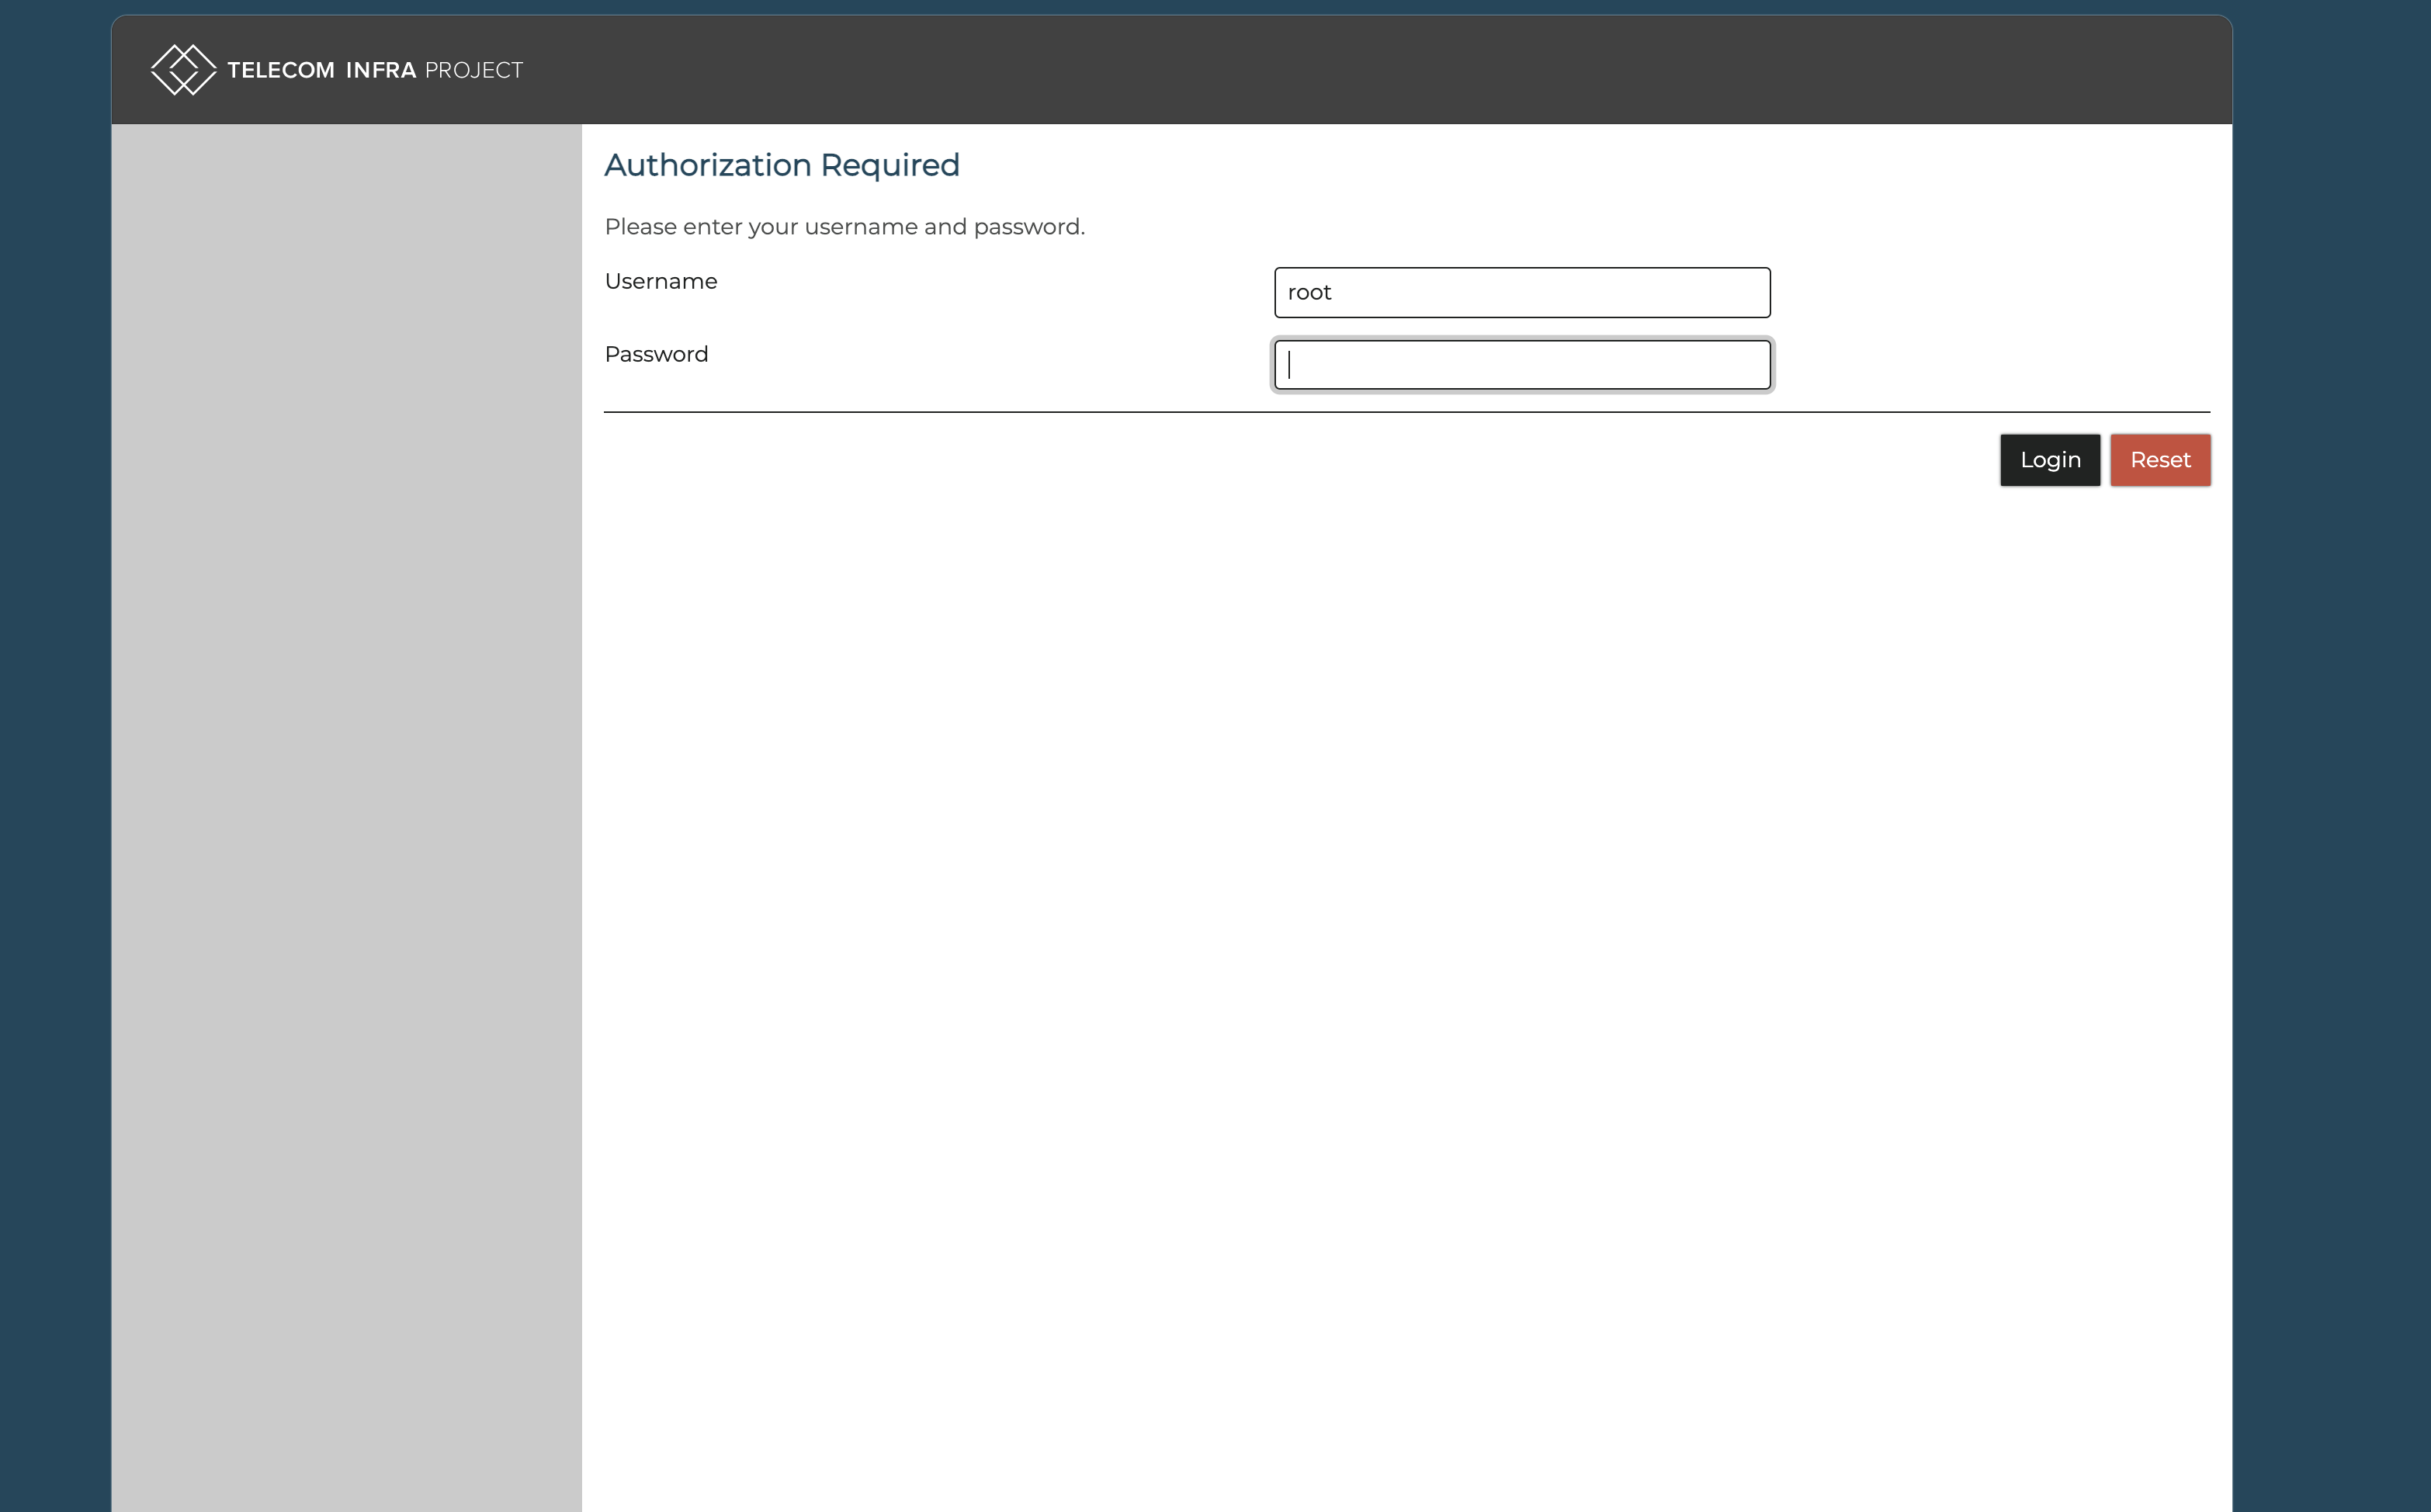 TELECOM INFRA PROJECT
Authorization Required
Please enter your username and password.
Username
root
Password
Login
Reset